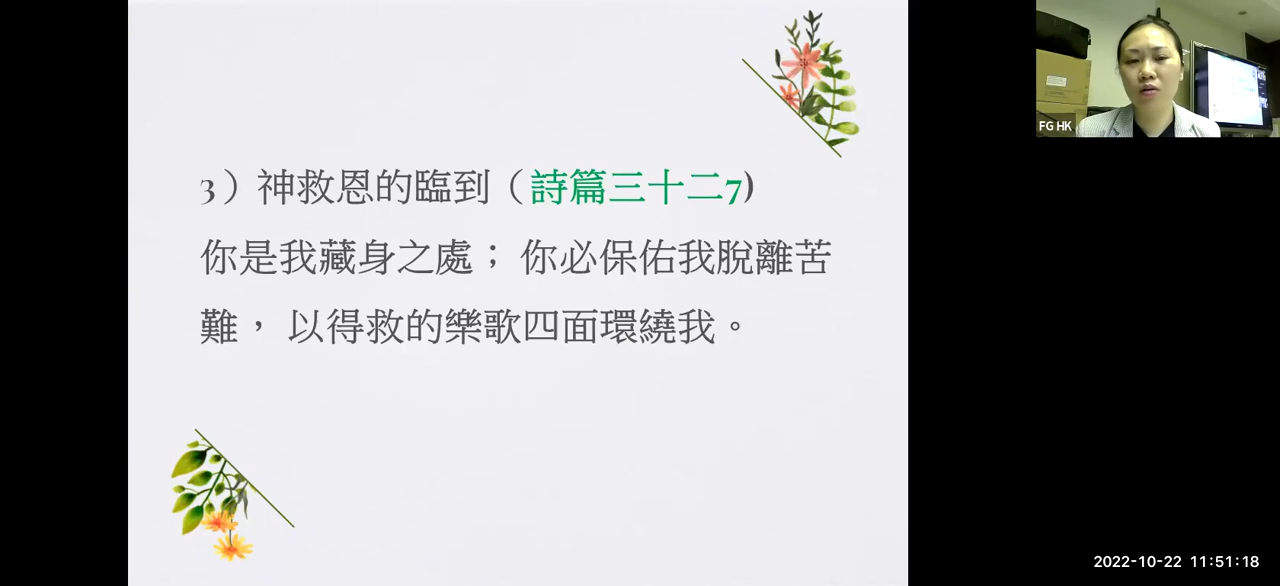 3）神救恩的臨到（詩篇三十二7)
你是我藏身之處； 你必保佑我脫離苦
難， 以得救的樂歌四面環繞我。
FG HK
2022-10-22 11:51:18